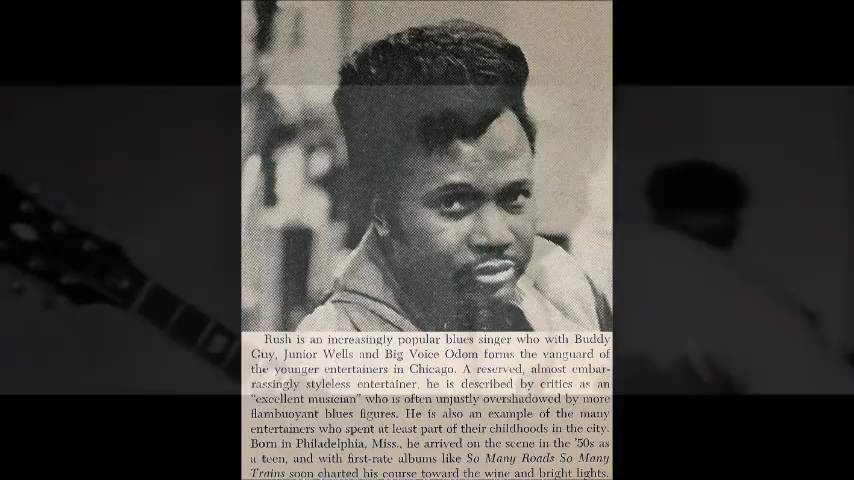 Rush is an increasingly popular blues singer who with Buddy
Guy, Junior Wells and Big Voice Odom forms the vanguard of
the younger entertainers in Chicago. A reserved, almost embar-
rassingly styleless entertainer, he is described by critics as an
"excellent musician" who is often unjustly overshadowed by more
flambuoyant blues figures. He is also an example of the many
entertainers who spent at least part of their childhoods in the city.
Born in Philadelphia, Miss., he arrived on the scene in the '50s as
a teen, and with first-rate albums like So Many Roads So Many
Trains soon charted his course toward the wine and bright lights.